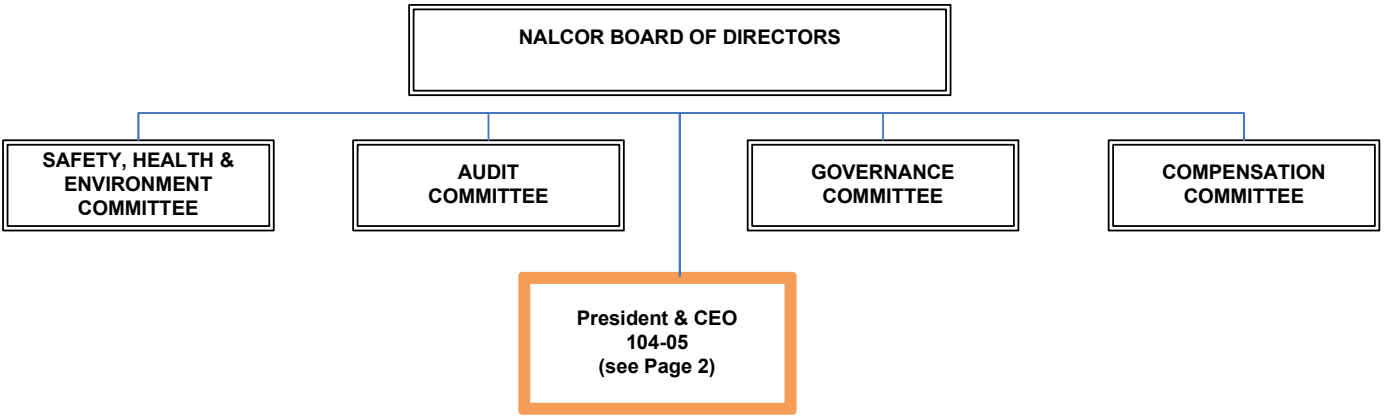 NALCOR BOARD OF DIRECTORS
SAFETY, HEALTH &
ENVIRONMENT
COMMITTEE
AUDIT
COMMITTEE
GOVERNANCE
COMMITTEE
COMPENSATION
COMMITTEE
President & CEO
104-05
(see Page 2)